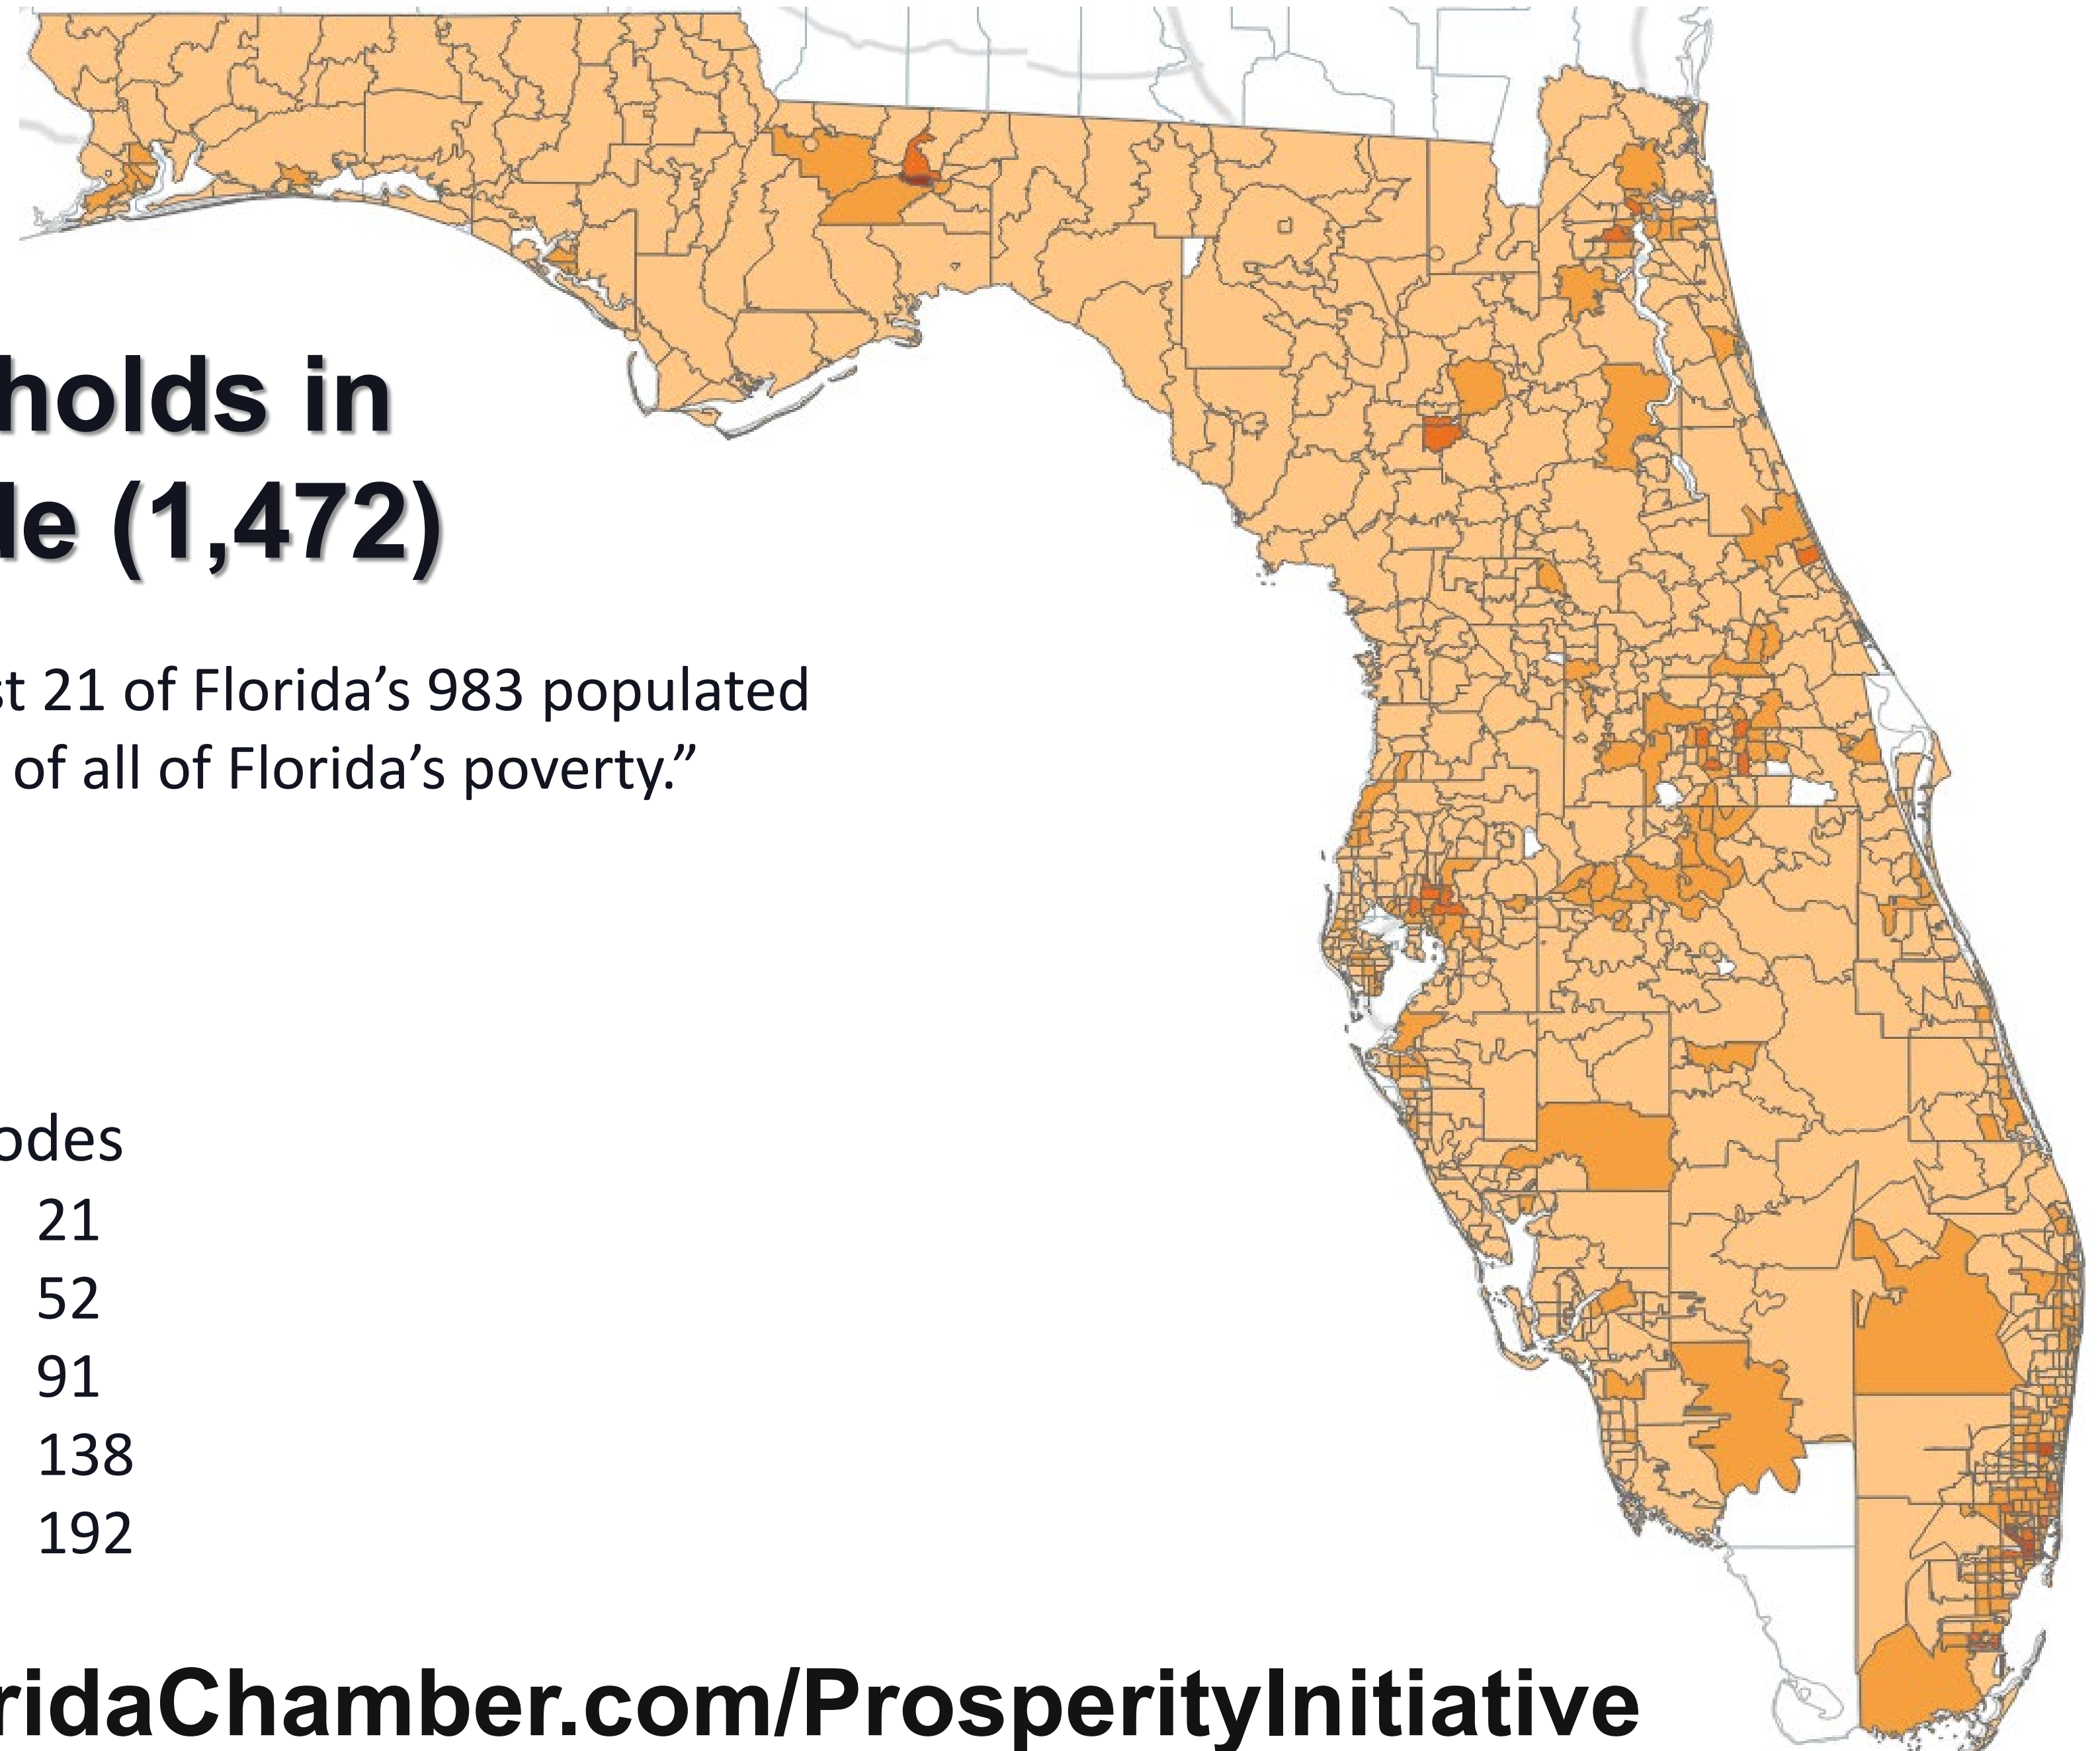 holds in
le (1,472)
st 21 of Florida’s 983 populated
of all of Florida’s poverty.”
odes
21
52
91
138
192
ridaChamber.com/ProsperityInitiative